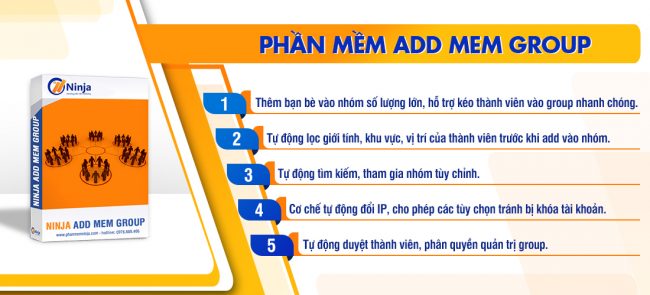 PHẦN MỀM ADD MEM GROUP
Ninja
NINJA ADD MEM GROUP
NINJA ADD MEM GROUP
1 Thêm bạn bè vào nhóm số lượng lớn, hỗ trợ kéo thành viên vào group nhanh chóng.
2 Tự động lọc giới tính, khu vực, vị trí của thành viên trước khi add vào nhóm.
3 Tự động tìm kiếm, tham gia nhóm tùy chỉnh.
4 Cơ chế tự động đổi IP, cho phép các tùy chọn tránh bị khóa tài khoản.
5 Tự động duyệt thành viên, phân quyền quản trị group.